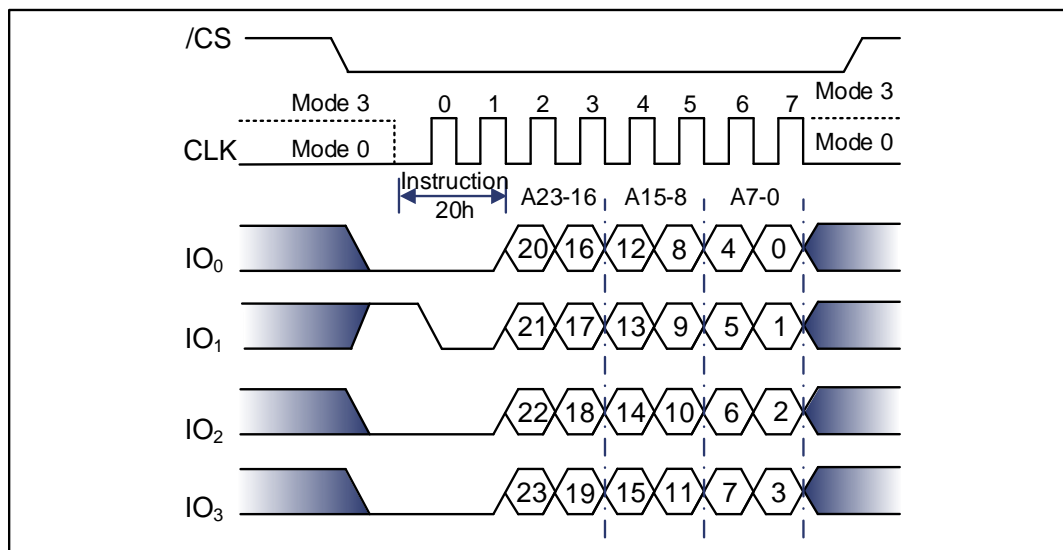 /CS
Mode 3 0 1 2 3 4 5 6 7 Mode 3
CLK Mode 0 Mode 0
Instruction
20h
A23-16 A15-8 A7-0
IO0 20 16 12 8 4 0
IO1 21 17 13 9 5 1
IO2 22 18 14 10 6 2
IO3 23 19 15 11 7 3